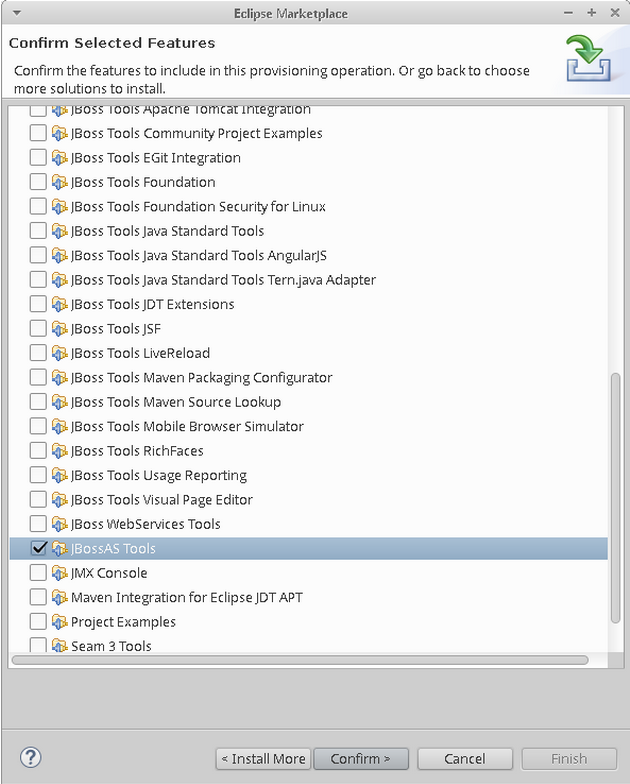 Eclipse Marketplace
Confirm Selected Features
Confirm the features to include in this provisioning operation. Or go back to choose
more solutions to install.
JBoss Tools Apache Tomcat Integration
JBoss Tools Community Project Examples
JBoss Tools EGit Integration
JBoss Tools Foundation
JBoss Tools Foundation Security for Linux
JBoss Tools Java Standard Tools
JBoss Tools Java Standard Tools AngularJS
JBoss Tools Java Standard Tools Tern.java Adapter
JBoss Tools JDT Extensions
JBoss Tools JSF
JBoss Tools LiveReload
JBoss Tools Maven Packaging Configurator
JBoss Tools Maven Source Lookup
JBoss Tools Mobile Browser Simulator
JBoss Tools RichFaces
JBoss Tools Usage Reporting
JBoss Tools Visual Page Editor
JBoss WebServices Tools
JBossAS Tools
JMX Console
Maven Integration for Eclipse JDT APT
Project Examples
Seam 3 Tools
? < Install More Confirm > Cancel Finish